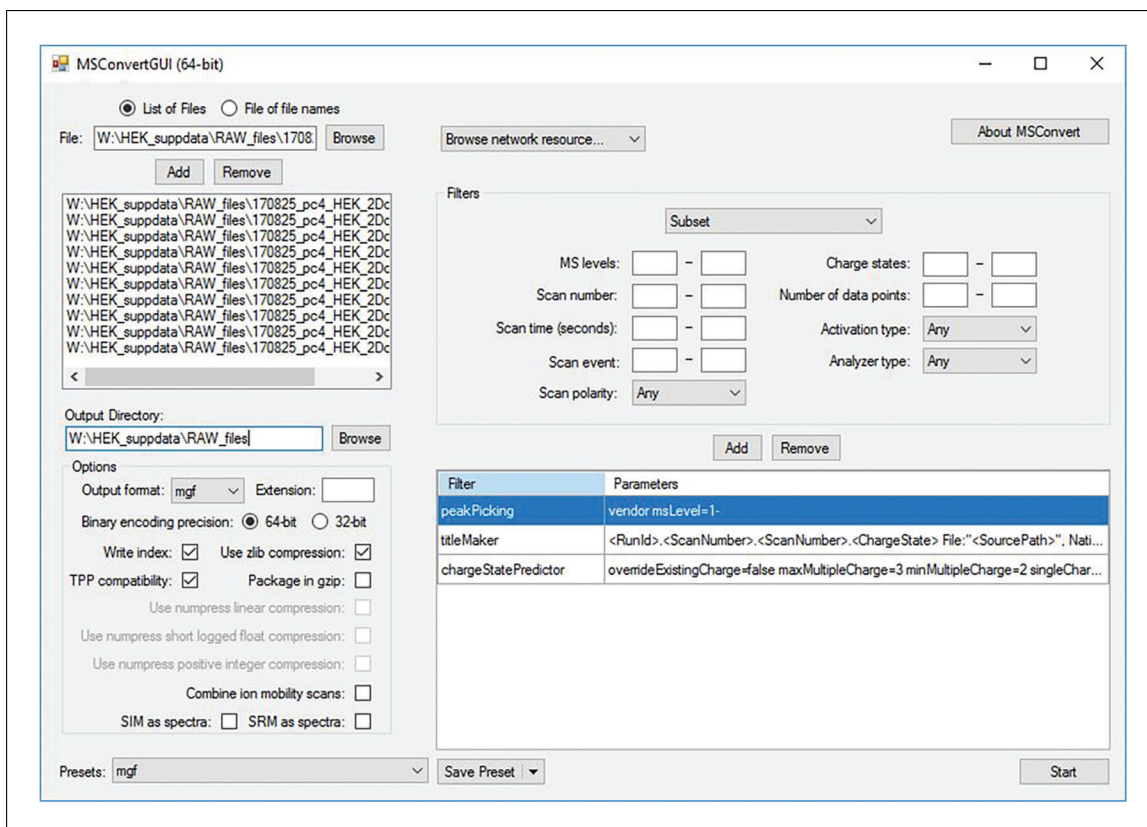 MSConvertGUI (64-bit)
List of Files File of file names
File: W:\HEK_suppdata\RAW_files\1708 Browse
Add Remove
W:\HEK_suppdata\RAW_files\170825_pc4_HEK_2Dc
W:\HEK_suppdata\RAW_files\170825_pc4_HEK_2Dc
W:\HEK_suppdata\RAW_files\170825_pc4_HEK_2Dc
W:\HEK_suppdata\RAW_files\170825_pc4_HEK_2Dc
W:\HEK_suppdata\RAW_files\170825_pc4_HEK_2Dc
W:\HEK_suppdata\RAW_files\170825_pc4_HEK_2Dc
W:\HEK_suppdata\RAW_files\170825_pc4_HEK_2Dc
W:\HEK_suppdata\RAW_files\170825_pc4_HEK_2Dc
W:\HEK_suppdata\RAW_files\170825_pc4_HEK_2Dc
W:\HEK_suppdata\RAW_files\170825_pc4_HEK_2Dc
Output Directory:
W:\HEK_suppdata\RAW_files Browse
Options
Output format: mgf Extension:
Binary encoding precision: 64-bit 32-bit
Write index: Use zlib compression:
TPP compatibility: Package in gzip:
Use numpress linear compression:
Use numpress short logged float compression:
Use numpress positive integer compression:
Combine ion mobility scans:
SIM as spectra: SRM as spectra:
Presets: mgf Save Preset
Browse network resource... About MSConvert
Filters
Subset
MS levels: - Charge states: -
Scan number: - Number of data points: -
Scan time (seconds): - Activation type: Any
Scan event: - Analyzer type: Any
Scan polarity: Any
Add Remove
Filter Parameters
peakPicking vendor msLevel=1-
titleMaker <RunId>.<ScanNumber>.<ScanNumber>.<ChargeState> File:"<SourcePath>", Nati...
chargeStatePredictor overrideExistingCharge=false maxMultipleCharge=3 minMultipleCharge=2 singleChar...
Start